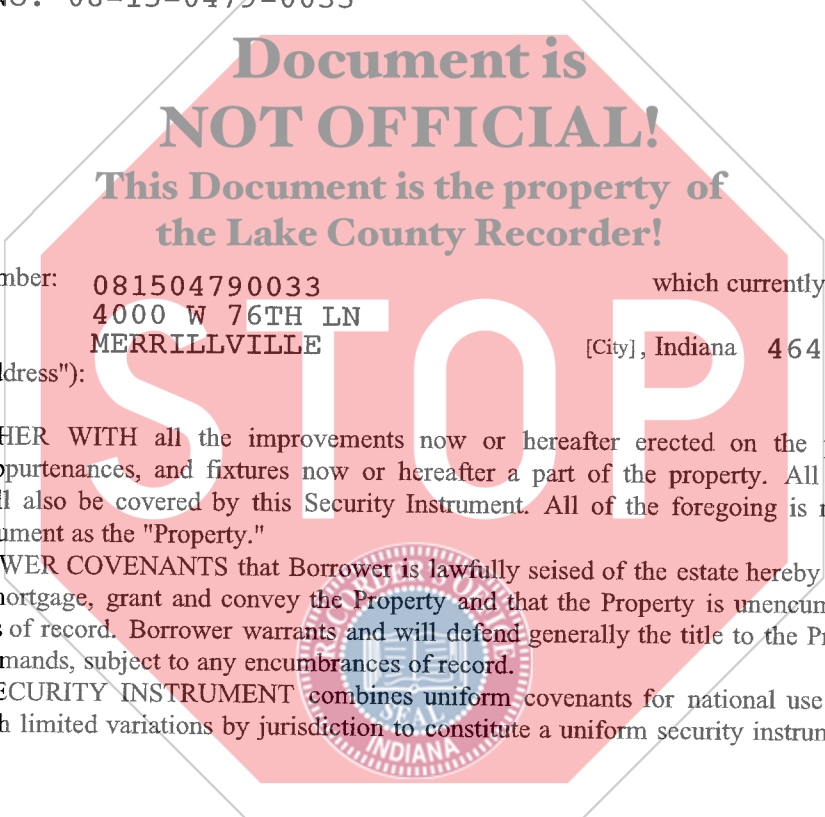 NO: 08-15-0479-0033
Document is
NOT OFFICIAL!
This Document is the property of
the Lake County Recorder!
mber: 081504790033 which currently
4000 W 76TH LN
MERRILLVILLE [City], Indiana 464
ddress"):
STOP
HER WITH all the improvements now or hereafter erected on the
ppurtenances, and fixtures now or hereafter a part of the property. All
ll also be covered by this Security Instrument. All of the foregoing is
ument as the "Property."
WER COVENANTS that Borrower is lawfully seised of the estate hereby
mortgage, grant and convey the Property and that the Property is unencum
s of record. Borrower warrants and will defend generally the title to the Pr
mands, subject to any encumbrances of record.
ECURITY INSTRUMENT combines uniform covenants for national use
h limited variations by jurisdiction to constitute a uniform security instrum
SEAL
INDIANA